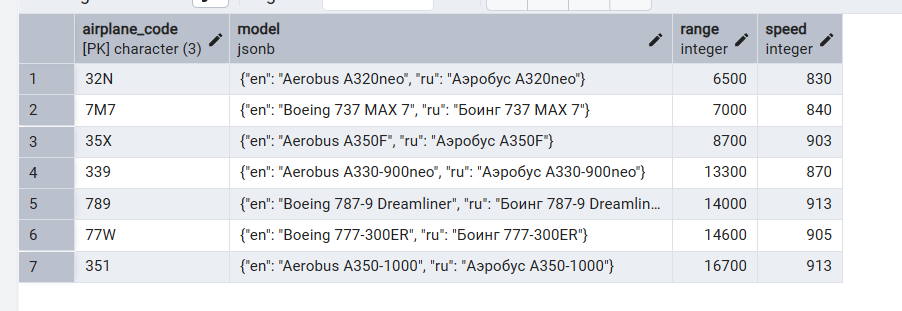 airplane_code model range speed
[PK] character (3) jsonb integer integer
1 32N {"en": "Aerobus A320neo", "ru": "Аэробус A320neo"} 6500 830
2 7M7 {"en": "Boeing 737 MAX 7", "ru": "Боинг 737 MAX 7"} 7000 840
3 35X {"en": "Aerobus A350F", "ru": "Аэробус A350F"} 8700 903
4 339 {"en": "Aerobus A330-900neo", "ru": "Аэробус A330-900neo"} 13300 870
5 789 {"en": "Boeing 787-9 Dreamliner", "ru": "Боинг 787-9 Dreamlin... 14000 913
6 77W {"en": "Boeing 777-300ER", "ru": "Боинг 777-300ER"} 14600 905
7 351 {"en": "Aerobus A350-1000", "ru": "Аэробус A350-1000"} 16700 913